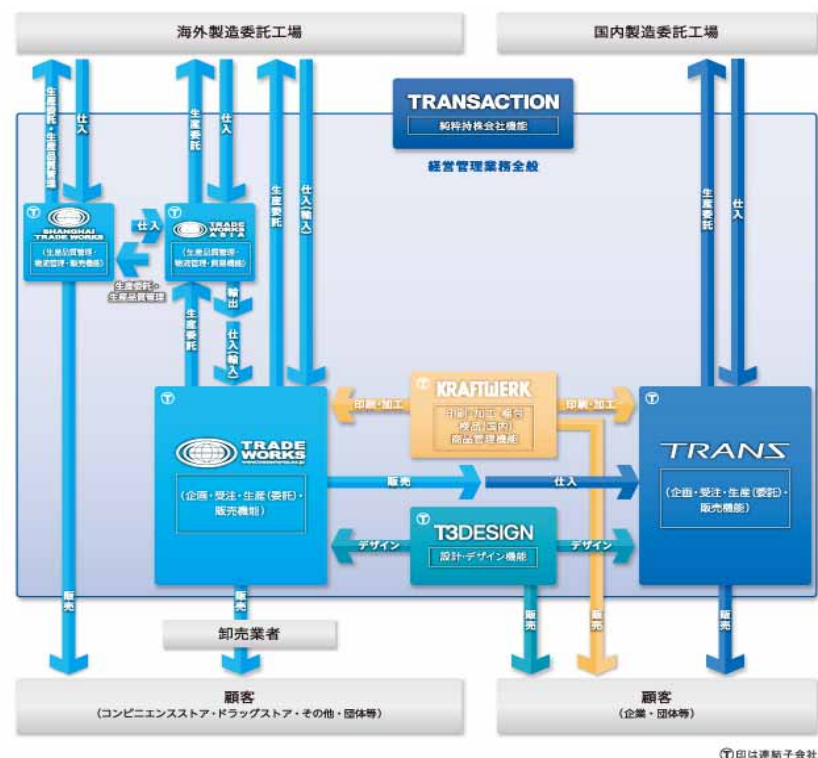 海外製造委託工場
国内製造委託工場
生産委託・生産品質管理
仕入
生産委託
仕入
生産委託
仕入(輸入)
TRANSACTION
純粋持株会社機能
経営管理業務全般
生産委託
仕入
Ⓣ
SHANGHAI
TRADE WORKS
(生産品質管理・
物流管理・販売機能)
仕入
生産委託・
生産品質管理
Ⓣ
TRADE
WORKS
ASIA
(生産品質管理・
物流管理・貿易機能)
生産委託
輸出
仕入(輸入)
Ⓣ
TRADE
WORKS
(企画・受注・生産(委託)・
販売機能)
印刷・加工
Ⓣ
KRAFTWERK
印刷・加工・梱包
検品(国内)
商品管理機能
印刷・加工
販売
仕入
デザイン
Ⓣ
T3DESIGN
設計・デザイン機能
デザイン
Ⓣ
TRANS
(企画・受注・生産(委託)・
販売機能)
販売
販売
販売
販売
販売
卸売業者
顧客
(コンビニエンスストア・ドラッグストア・その他・団体等)
顧客
(企業・団体等)
Ⓣ印は連結子会社